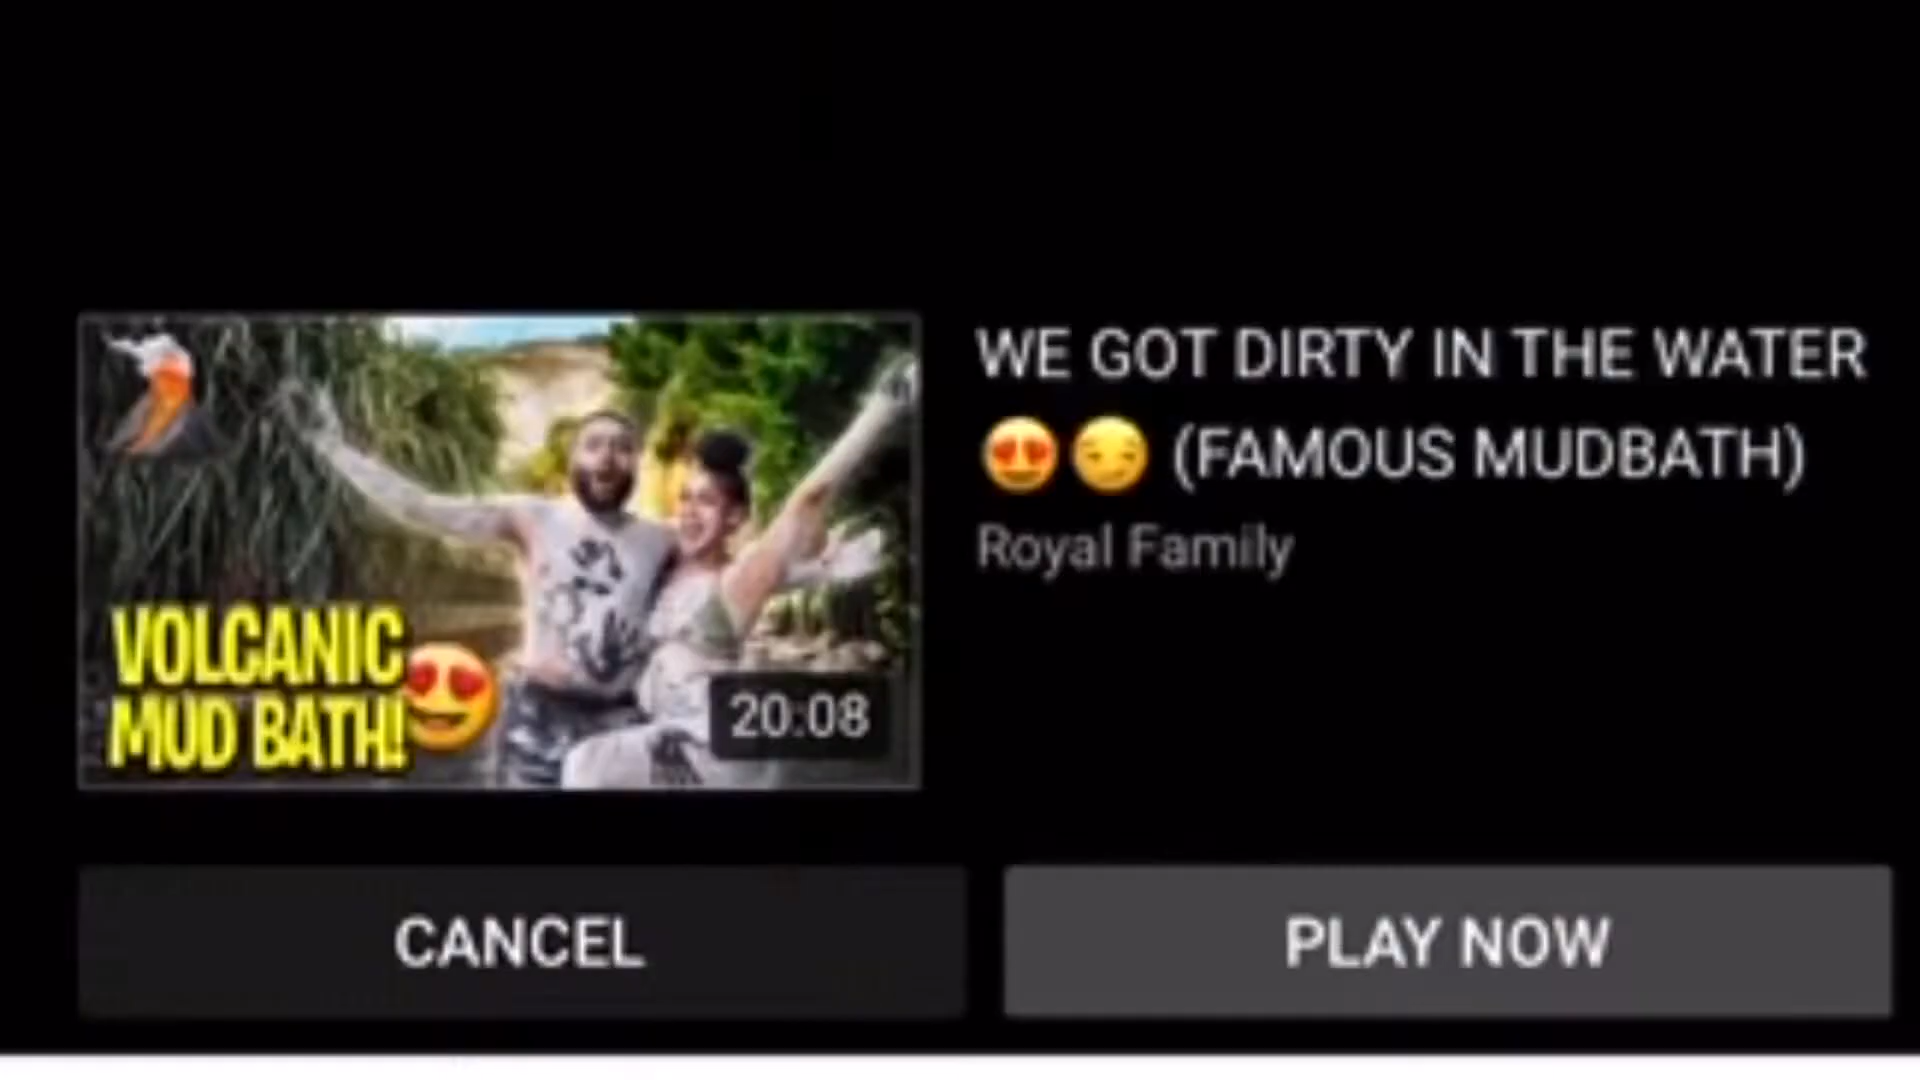 WE GOT DIRTY IN THE WATER
😍😏 (FAMOUS MUDBATH)
Royal Family
VOLCANIC
MUD BATH!
20:08
CANCEL
PLAY NOW